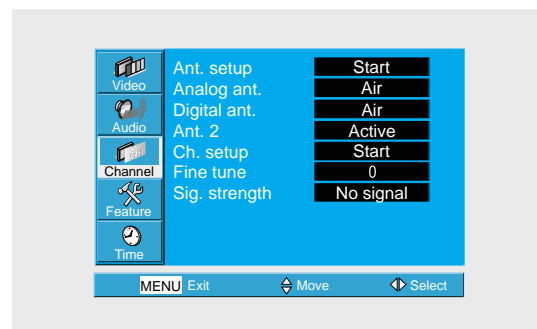 Video
Audio
Channel
Feature
Time
Ant. setup Start
Analog ant. Air
Digital ant. Air
Ant. 2 Active
Ch. setup Start
Fine tune 0
Sig. strength No signal
MENU Exit Move Select